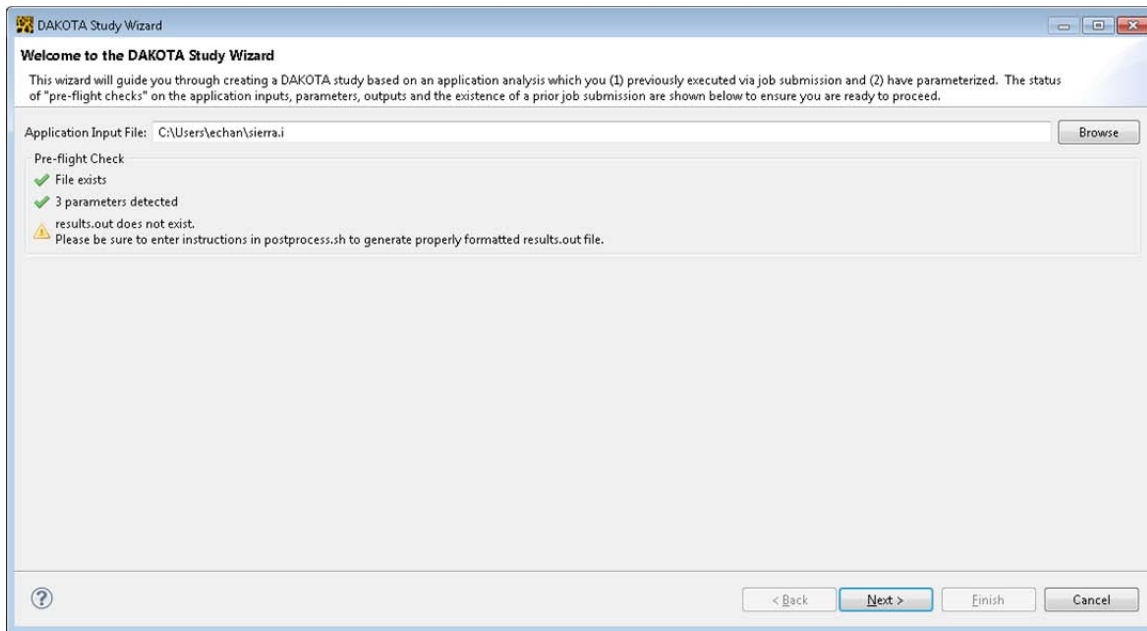 DAKOTA Study Wizard
Welcome to the DAKOTA Study Wizard
This wizard will guide you through creating a DAKOTA study based on an application analysis which you (1) previously executed via job submission and (2) have parameterized. The status
of "pre-flight checks" on the application inputs, parameters, outputs and the existence of a prior job submission are shown below to ensure you are ready to proceed.
Application Input File: C:\Users\echan\sierra.i Browse
Pre-flight Check
File exists
3 parameters detected
results.out does not exist.
Please be sure to enter instructions in postprocess.sh to generate properly formatted results.out file.
? < Back Next > Finish Cancel